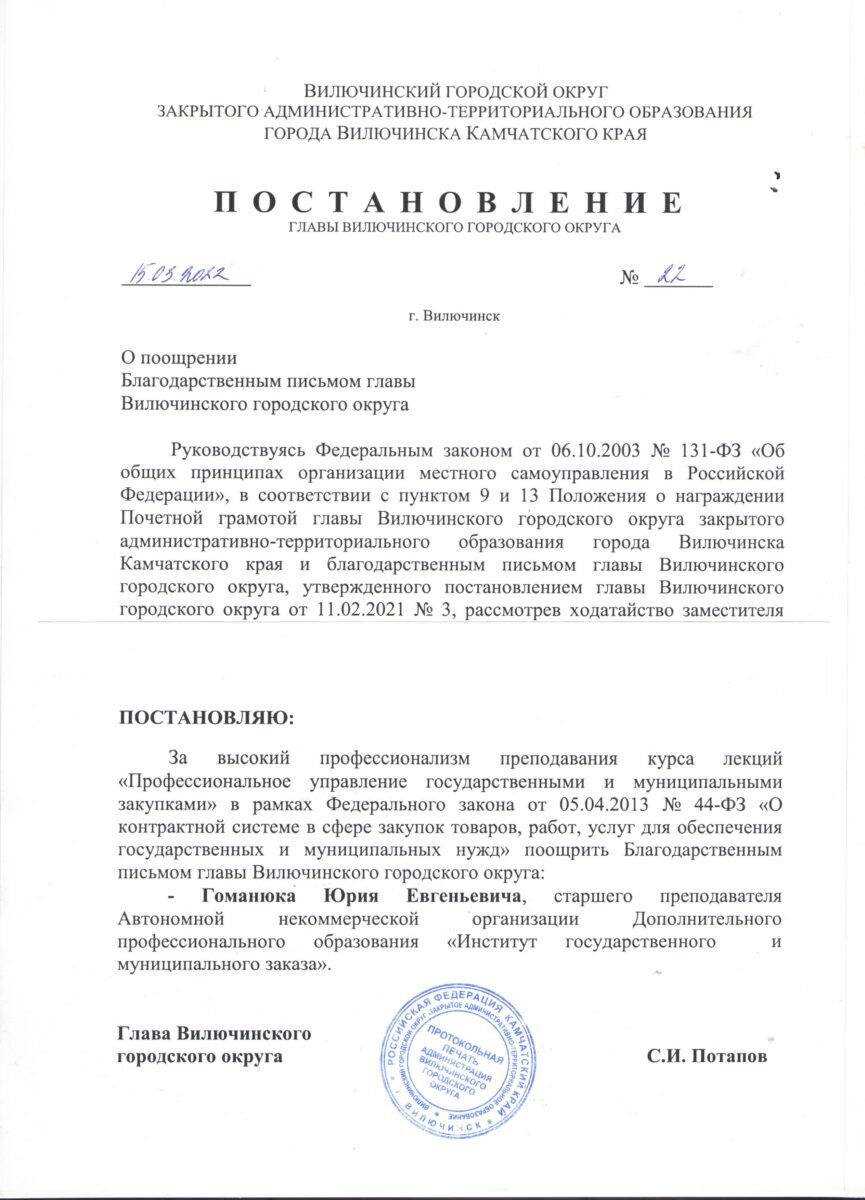 ВИЛЮЧИНСКИЙ ГОРОДСКОЙ ОКРУГ
ЗАКРЫТОГО АДМИНИСТРАТИВНО-ТЕРРИТОРИАЛЬНОГО ОБРАЗОВАНИЯ
ГОРОДА ВИЛЮЧИНСКА КАМЧАТСКОГО КРАЯ
ПОСТАНОВЛЕНИЕ
ГЛАВЫ ВИЛЮЧИНСКОГО ГОРОДСКОГО ОКРУГА
15.03.2022 № 22
г. Вилючинск
О поощрении
Благодарственным письмом главы
Вилючинского городского округа
Руководствуясь Федеральным законом от 06.10.2003 № 131-ФЗ «Об
общих принципах организации местного самоуправления в Российской
Федерации», в соответствии с пунктом 9 и 13 Положения о награждении
Почетной грамотой главы Вилючинского городского округа закрытого
административно-территориального образования города Вилючинска
Камчатского края и благодарственным письмом главы Вилючинского
городского округа, утвержденного постановлением главы Вилючинского
городского округа от 11.02.2021 № 3, рассмотрев ходатайство заместителя
ПОСТАНОВЛЯЮ:
За высокий профессионализм преподавания курса лекций
«Профессиональное управление государственными и муниципальными
закупками» в рамках Федерального закона от 05.04.2013 № 44-ФЗ «О
контрактной системе в сфере закупок товаров, работ, услуг для обеспечения
государственных и муниципальных нужд» поощрить Благодарственным
письмом главы Вилючинского городского округа:
- Гоманюка Юрия Евгеньевича, старшего преподавателя
Автономной некоммерческой организации Дополнительного
профессионального образования «Институт государственного и
муниципального заказа».
Глава Вилючинского
городского округа С.И. Потапов
РОССИЙСКАЯ ФЕДЕРАЦИЯ КАМЧАТСКИЙ КРАЙ
Г. ВИЛЮЧИНСК
ВИЛЮЧИНСКИЙ ГОРОДСКОЙ ОКРУГ ЗАКРЫТОЕ АДМИНИСТРАТИВНО-ТЕРРИТОРИАЛЬНОЕ ОБРАЗОВАНИЕ
ПРОТОКОЛЬНАЯ
ПЕЧАТЬ
АДМИНИСТРАЦИЯ
ВИЛЮЧИНСКОГО
ГОРОДСКОГО
ОКРУГА